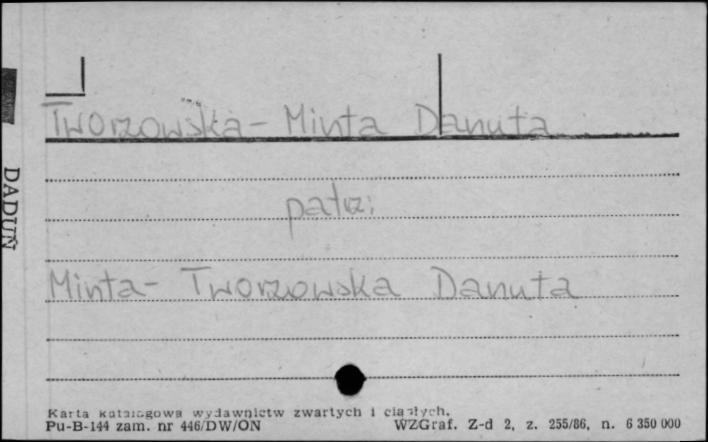 Tworzowska - Minta Danuta
patrz:
Minta - Tworzowska Danuta
DADUŃ
Karta katalogowa wydawnictw zwartych i ciągłych.
Pu-B-144 zam. nr 446/DW/ON WZGraf. Z-d 2, z. 255/86, n. 6 350 000